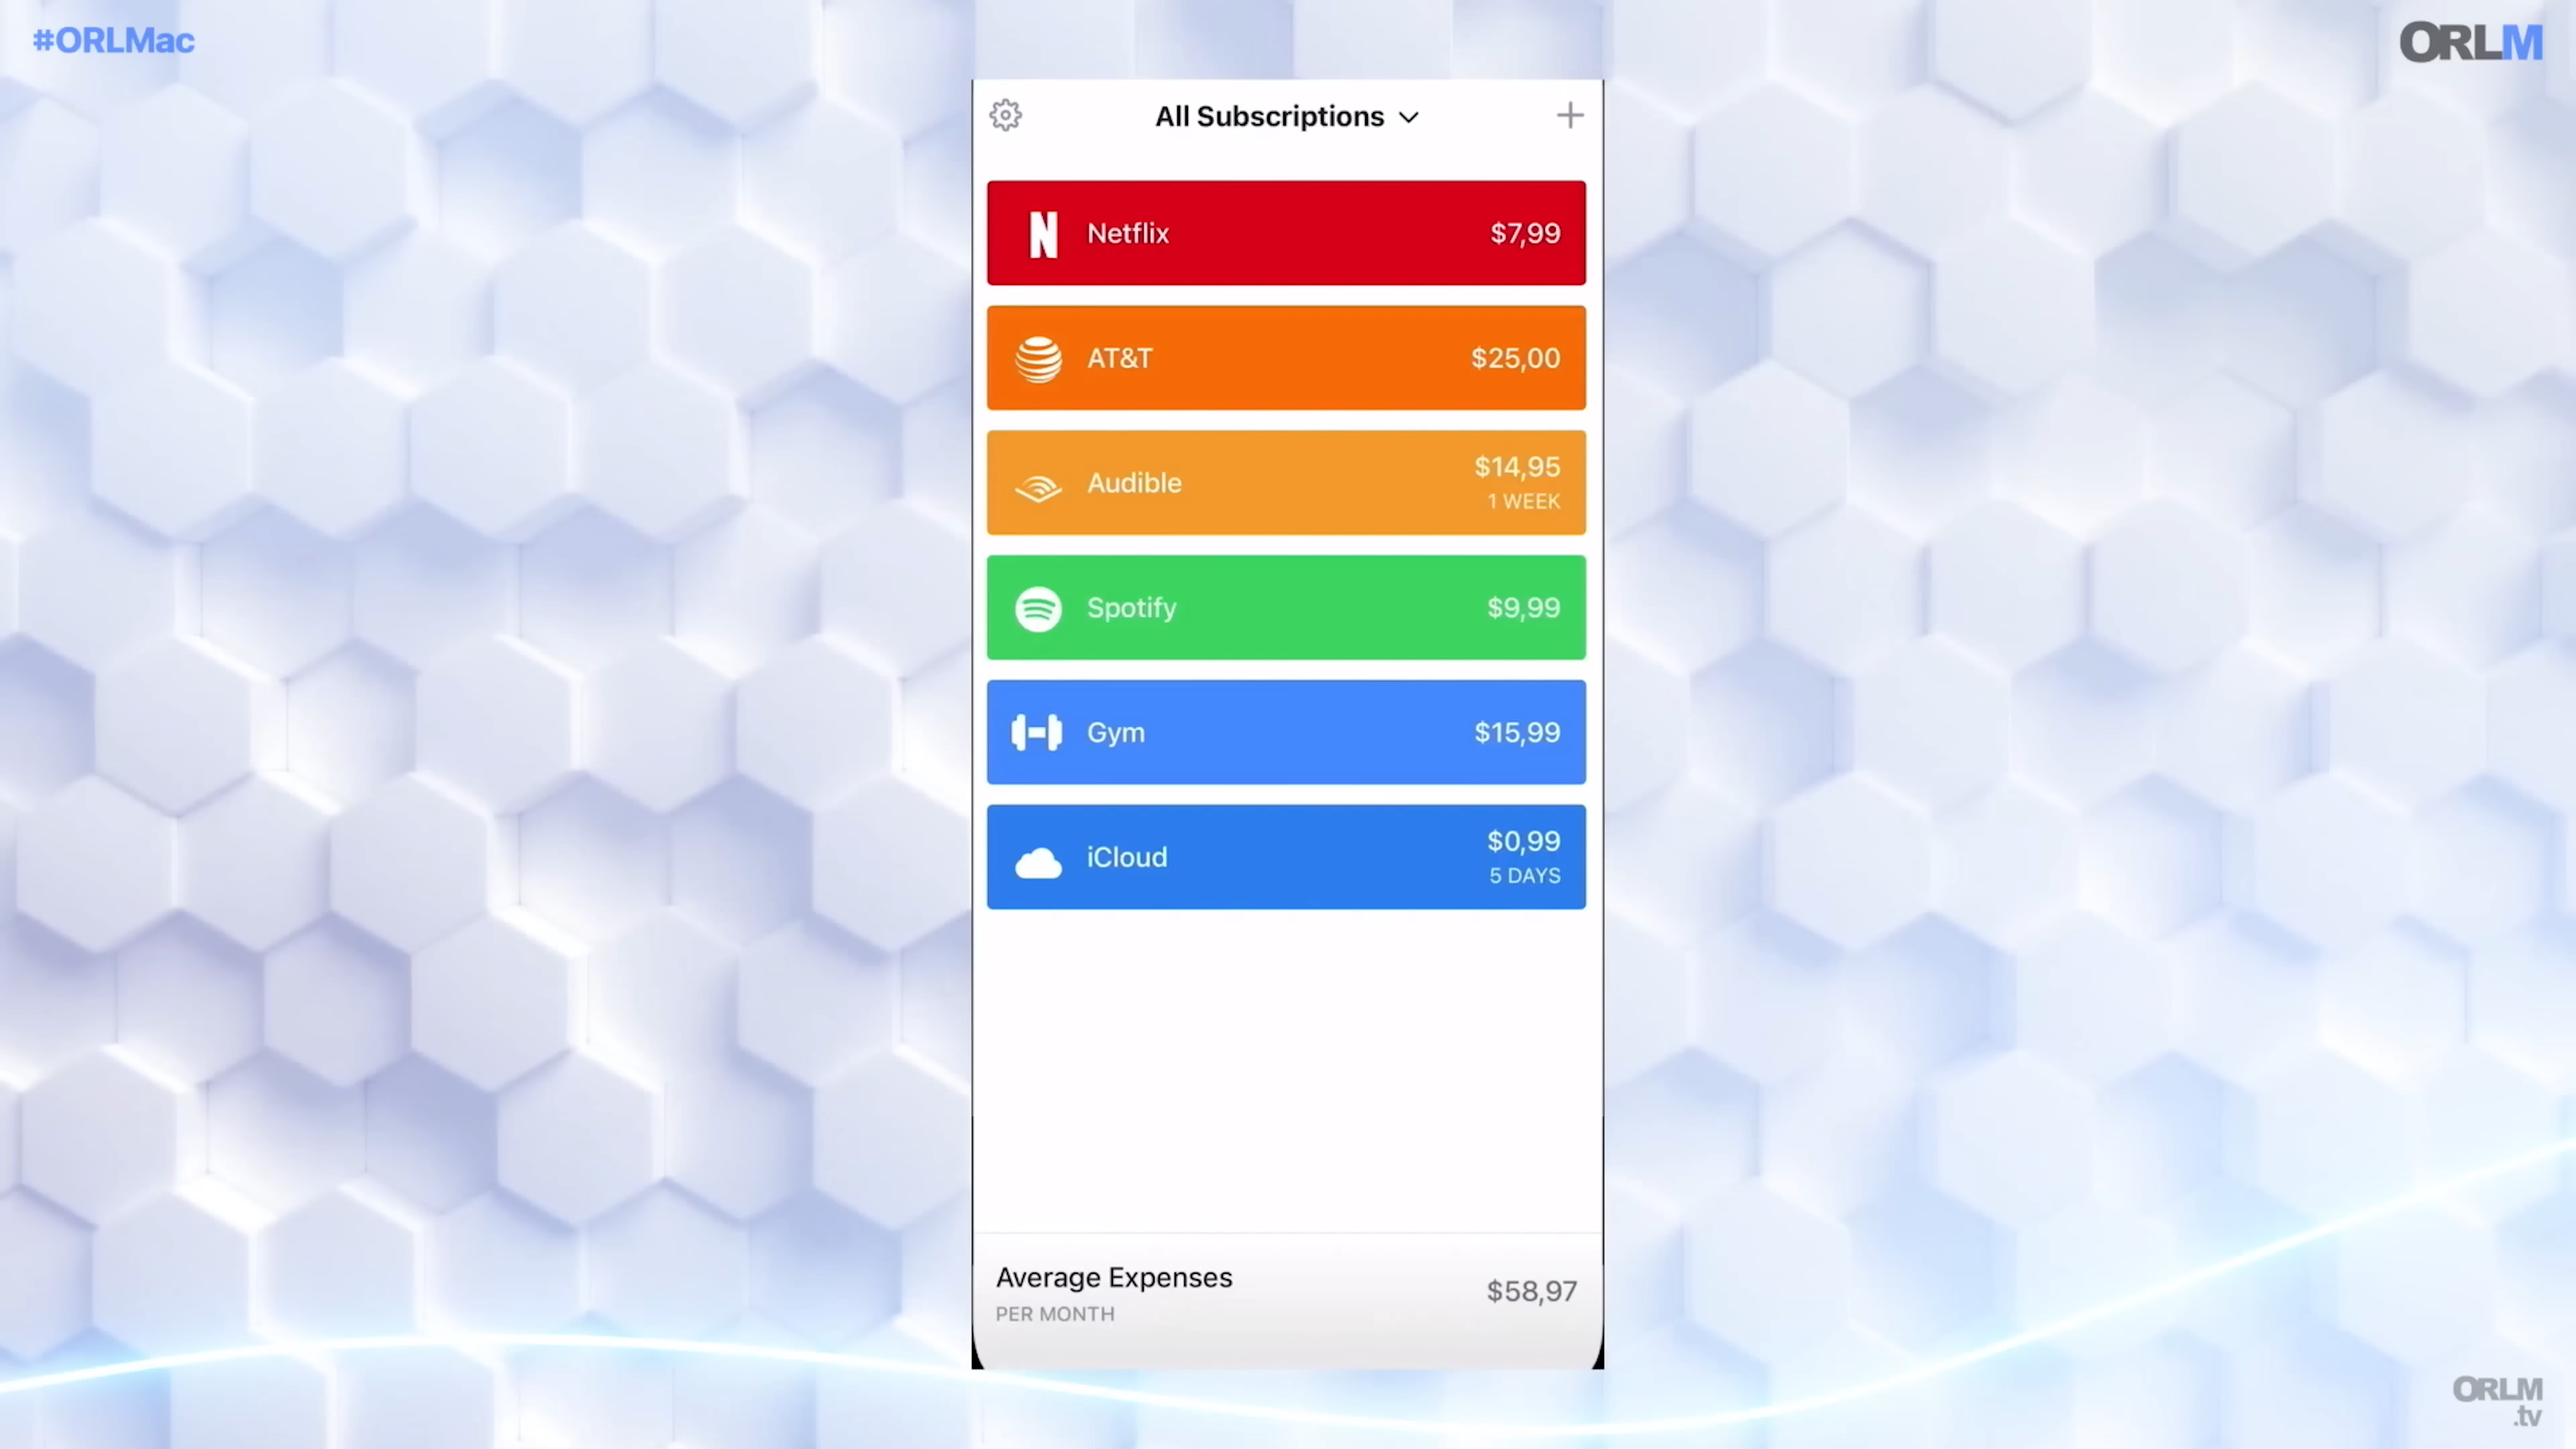 #ORLMac
ORLM
All Subscriptions
N Netflix $7,99
AT&T $25,00
Audible $14,95
1 WEEK
Spotify $9,99
Gym $15,99
iCloud $0,99
5 DAYS
Average Expenses $58,97
PER MONTH
ORLM
.tv